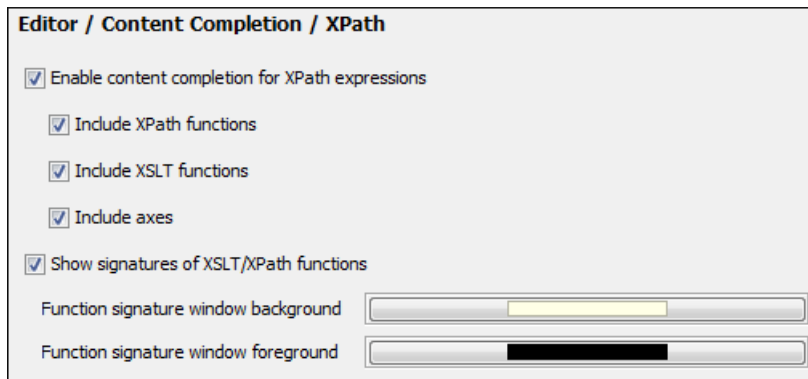 Editor / Content Completion / XPath
Enable content completion for XPath expressions
Include XPath functions
Include XSLT functions
Include axes
Show signatures of XSLT/XPath functions
Function signature window background
Function signature window foreground